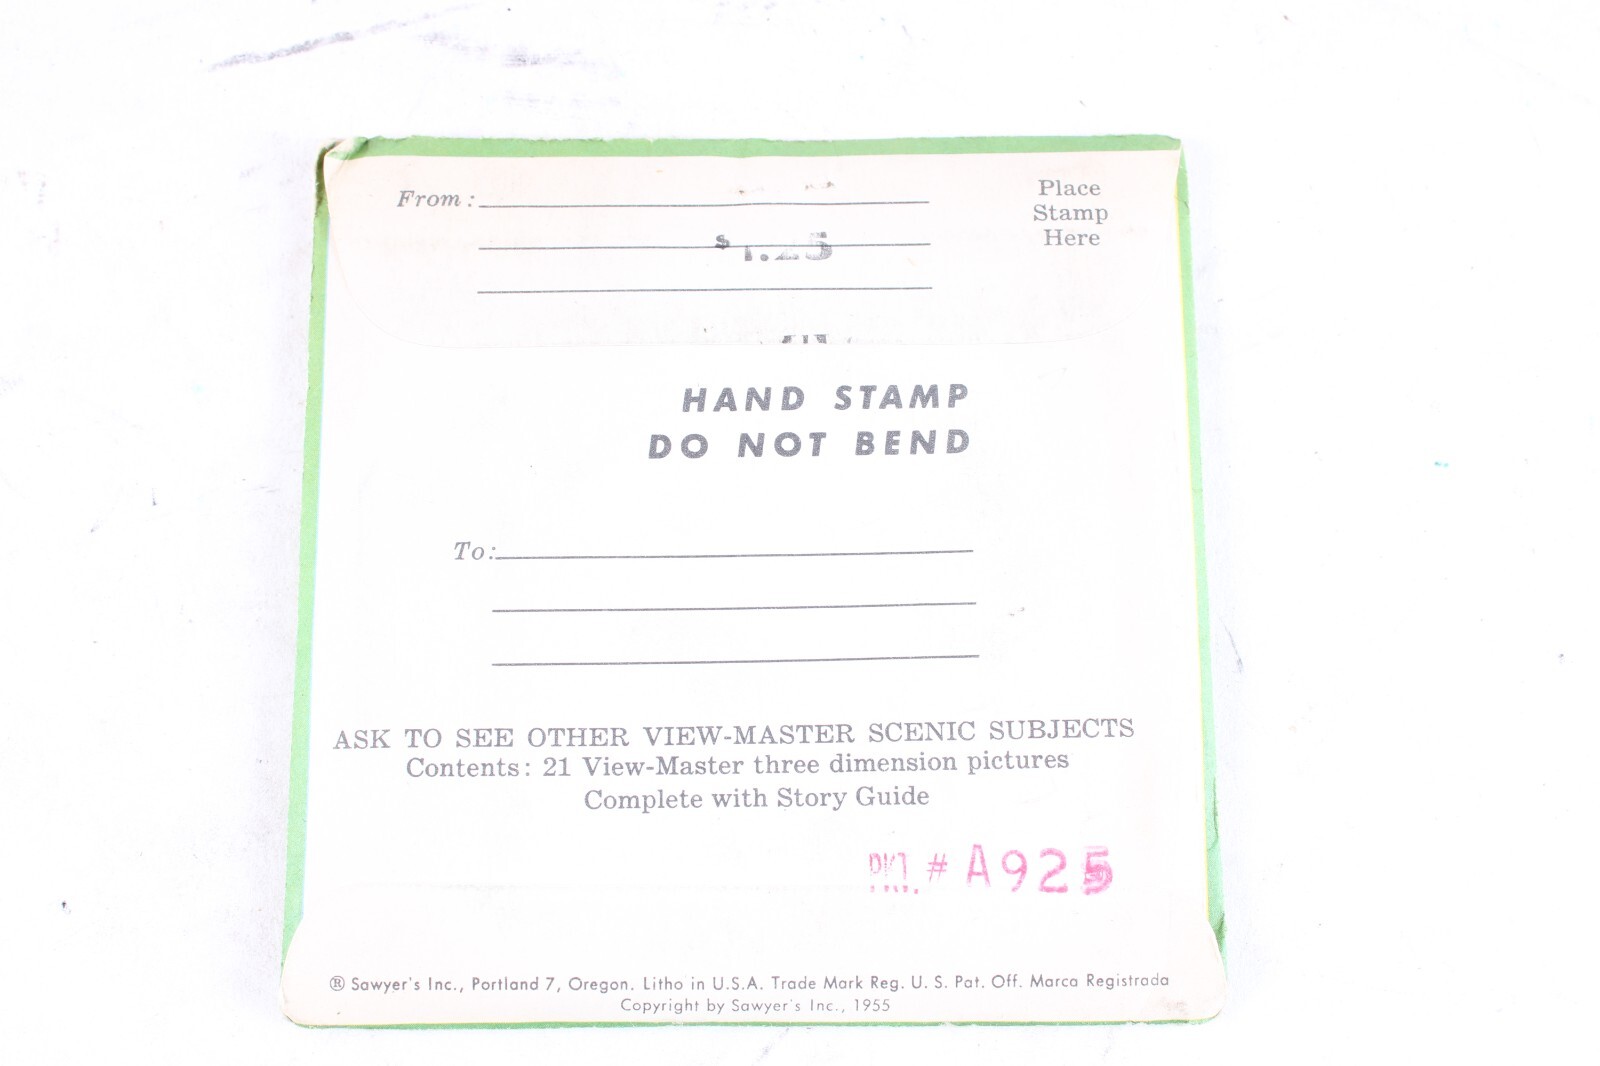 From:
Place
Stamp
Here
$1.25
HAND STAMP
DO NOT BEND
To:
ASK TO SEE OTHER VIEW-MASTER SCENIC SUBJECTS
Contents: 21 View-Master three dimension pictures
Complete with Story Guide
PKT. # A925
® Sawyer's Inc., Portland 7, Oregon. Litho in U.S.A. Trade Mark Reg. U. S. Pat. Off. Marca Registrada
Copyright by Sawyer's Inc., 1955